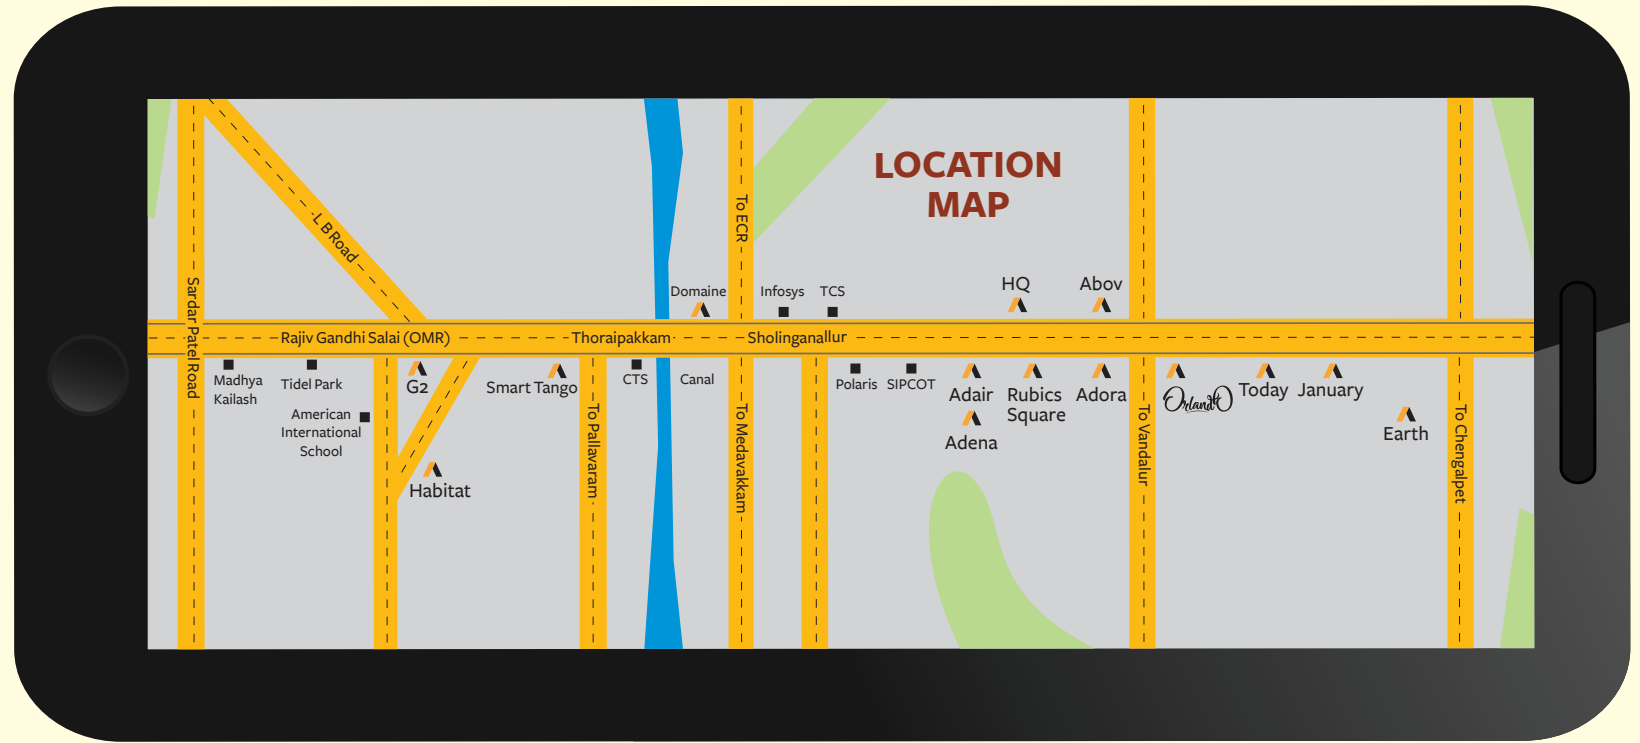 LOCATION
MAP
To ECR
L B Road
Sardar Patel Road
Domaine
Infosys
TCS
HQ
Abov
Rajiv Gandhi Salai (OMR)
Thoraipakkam
Sholinganallur
Madhya
Kailash
Tidel Park
G2
Smart Tango
CTS
Canal
Polaris
SIPCOT
Adair
Rubics
Square
Adora
Orlando
Today
January
American
International
School
Adena
Earth
Habitat
To Pallavaram
To Medavakkam
To Vandalur
To Chengalpet